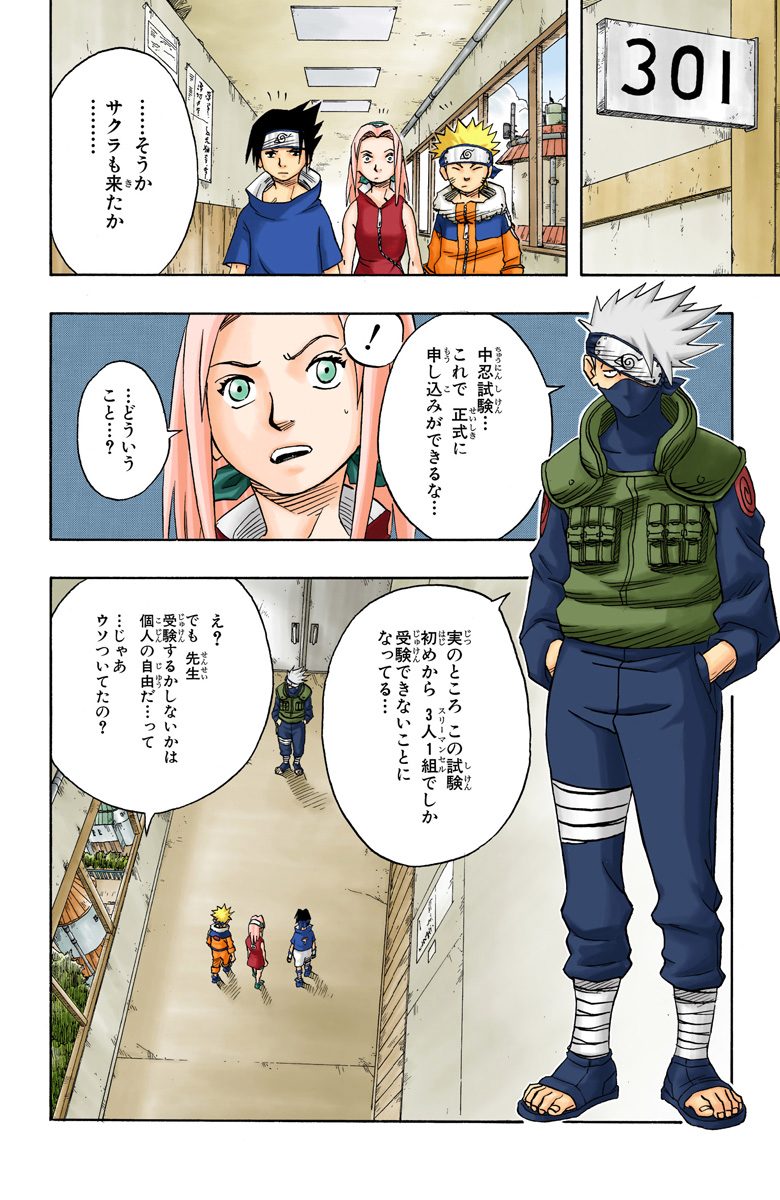 301
……そうか
サクラも来たか
………
中忍試験…
これで 正式に
申し込みができるな…
！
…どういう
こと…？
実のところ この試験
初めから 3人1組でしか
受験できないことに
なってる…
え？
でも 先生
受験するかしないかは
個人の自由だ…って
…じゃあ
ウソついてたの？